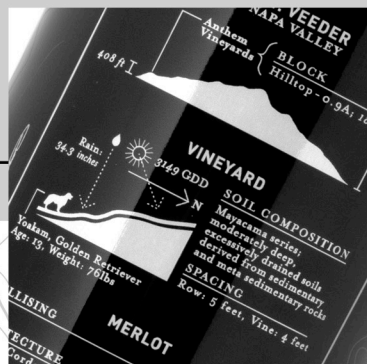 . VEEDER
NAPA VALLEY
Anthem
Vineyards
BLOCK
Hilltop - 0.9A;
408 ft
VINEYARD
Rain:
34.3 inches
3149 GDD
N
SOIL COMPOSITION
Mayacama series;
moderately deep,
excessively drained soils
derived from sedimentary
and meta sedimentary rocks
SPACING
Row: 5 feet, Vine: 4 feet
Yoakam, Golden Retriever
Age: 13, Weight: 76lbs
LLISING
MERLOT
ECTURE
Cord